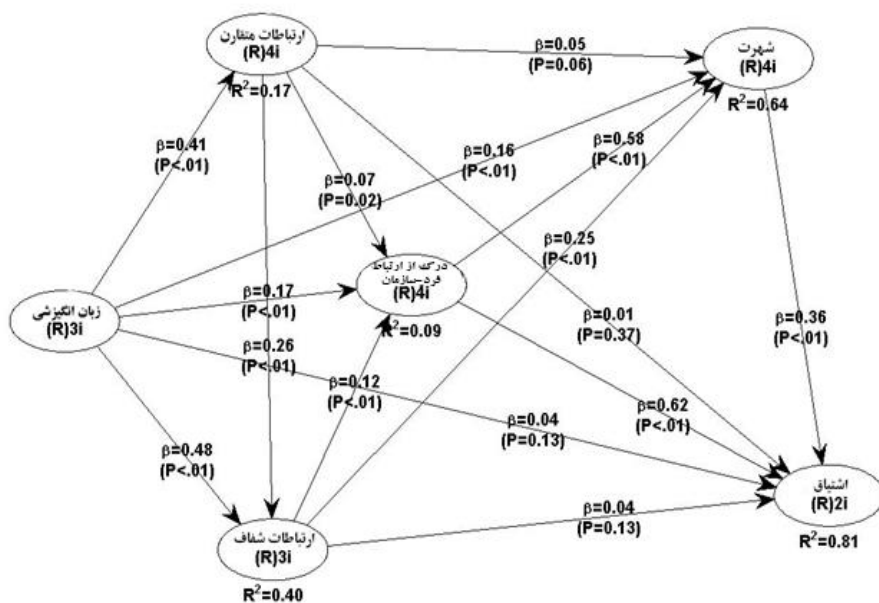 ارتباطات متقارن
(R)4i
R²=0.17
شهرت
(R)4i
R²=0.64
β=0.05
(P=0.06)
β=0.41
(P<.01)
β=0.16
(P<.01)
β=0.58
(P<.01)
β=0.07
(P=0.02)
درک از ارتباط
فرد-سازمان
(R)4i
R²=0.09
β=0.25
(P<.01)
زبان انگیزشی
(R)3i
β=0.17
(P<.01)
β=0.01
(P=0.37)
β=0.36
(P<.01)
β=0.26
(P<.01)
β=0.12
(P<.01)
β=0.62
(P<.01)
β=0.04
(P=0.13)
β=0.48
(P<.01)
اشتیاق
(R)2i
R²=0.81
β=0.04
(P=0.13)
ارتباطات شفاف
(R)3i
R²=0.40